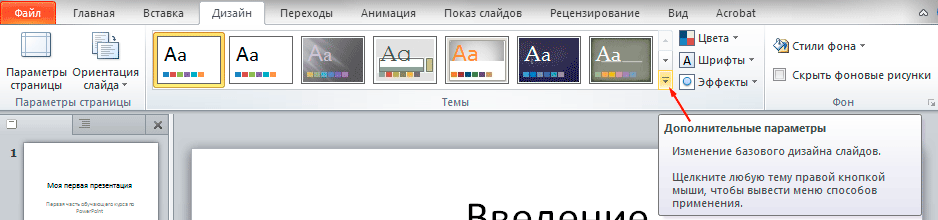 Файл Главная Вставка Дизайн Переходы Анимация Показ слайдов Рецензирование Вид Acrobat
Параметры страницы
Ориентация слайда
Параметры страницы
Aa Aa Aa Aa Aa Aa Aa
Темы
Цвета
Шрифты
Эффекты
Стили фона
Скрыть фоновые рисунки
Фон
Дополнительные параметры
Изменение базового дизайна слайдов.
Щелкните любую тему правой кнопкой
мыши, чтобы вывести меню способов
применения.
1
Моя первая презентация
Первая часть обучающего курса по
PowerPoint
Введение